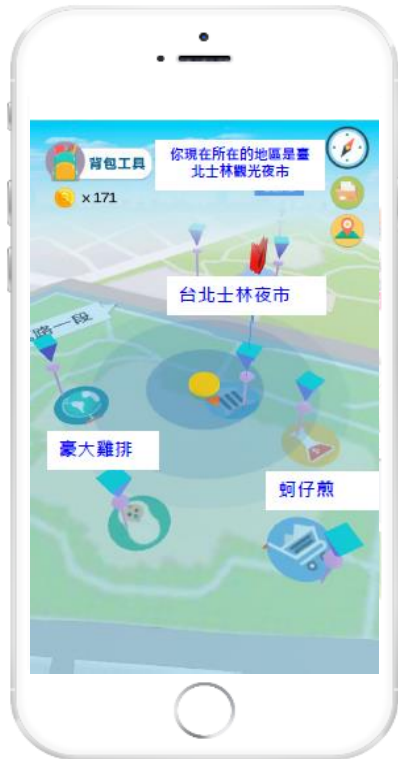 背包工具
你現在所在的地區是臺
北士林觀光夜市
x 171
台北士林夜市
路一段
豪大雞排
蚵仔煎